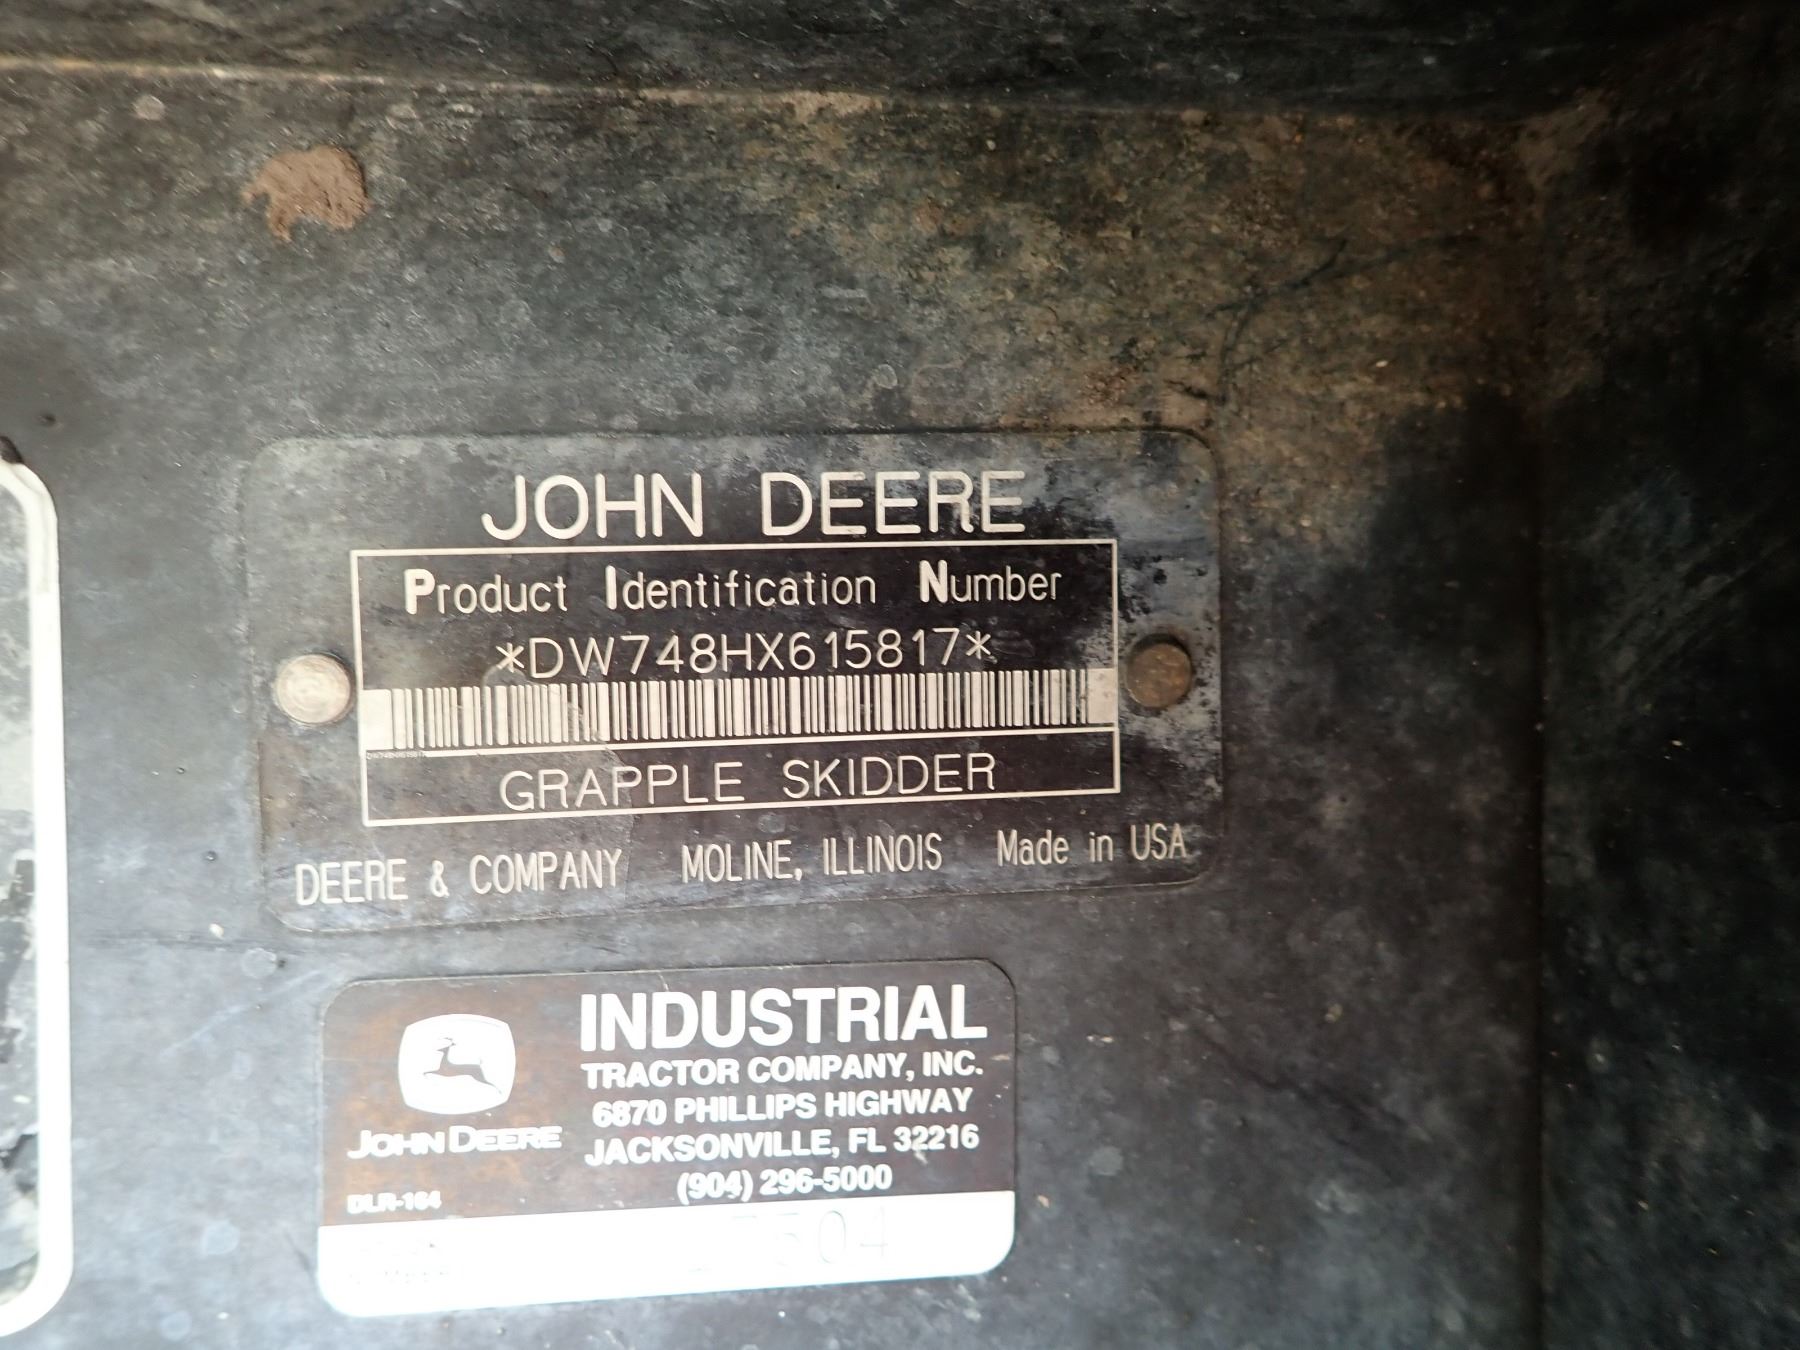 JOHN DEERE
Product Identification Number
*DW748HX615817*
GRAPPLE SKIDDER
DEERE & COMPANY MOLINE, ILLINOIS Made in USA
INDUSTRIAL
TRACTOR COMPANY, INC.
6870 PHILLIPS HIGHWAY
JACKSONVILLE, FL 32216
(904) 296-5000
JOHN DEERE
DLR-164